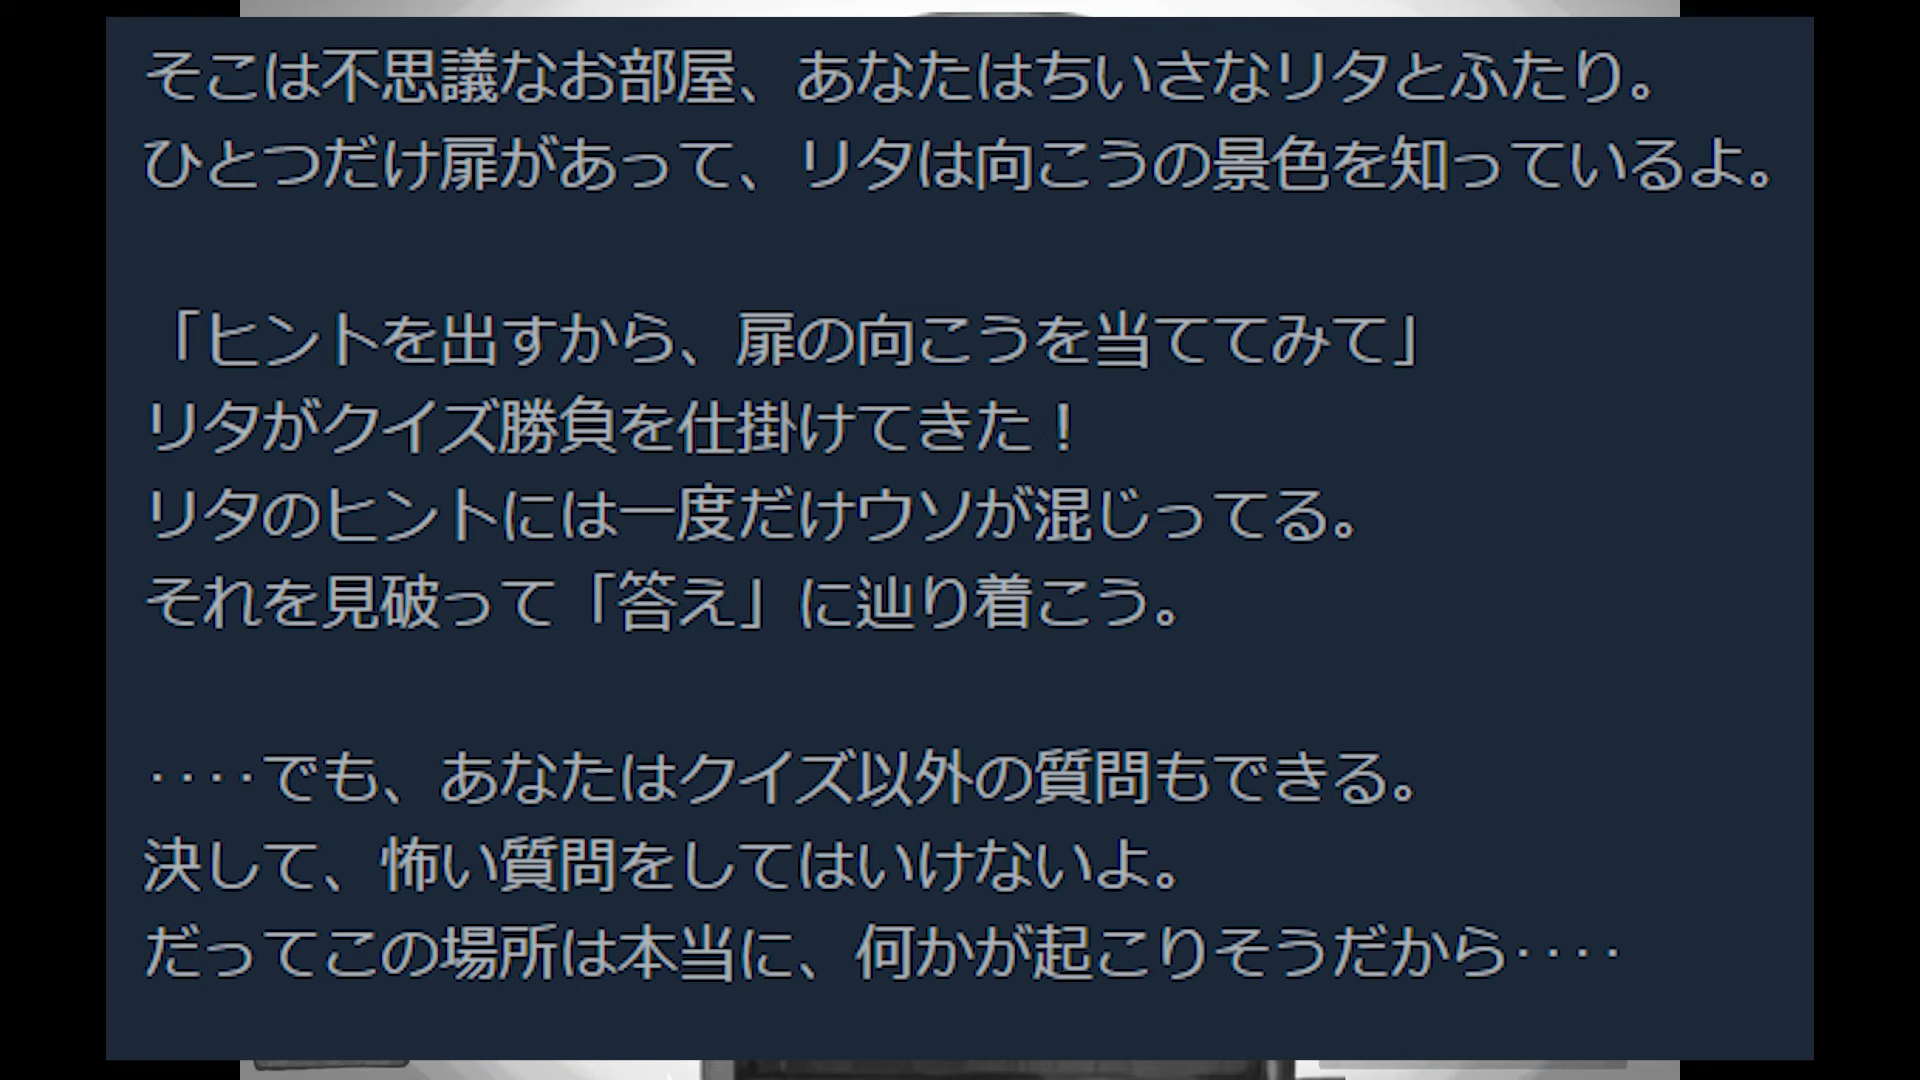 そこは不思議なお部屋、あなたはちいさなリタとふたり。
ひとつだけ扉があって、リタは向こうの景色を知っているよ。
「ヒントを出すから、扉の向こうを当ててみて」
リタがクイズ勝負を仕掛けてきた！
リタのヒントには一度だけウソが混じってる。
それを見破って「答え」に辿り着こう。
‥‥でも、あなたはクイズ以外の質問もできる。
決して、怖い質問をしてはいけないよ。
だってこの場所は本当に、何かが起こりそうだから‥‥